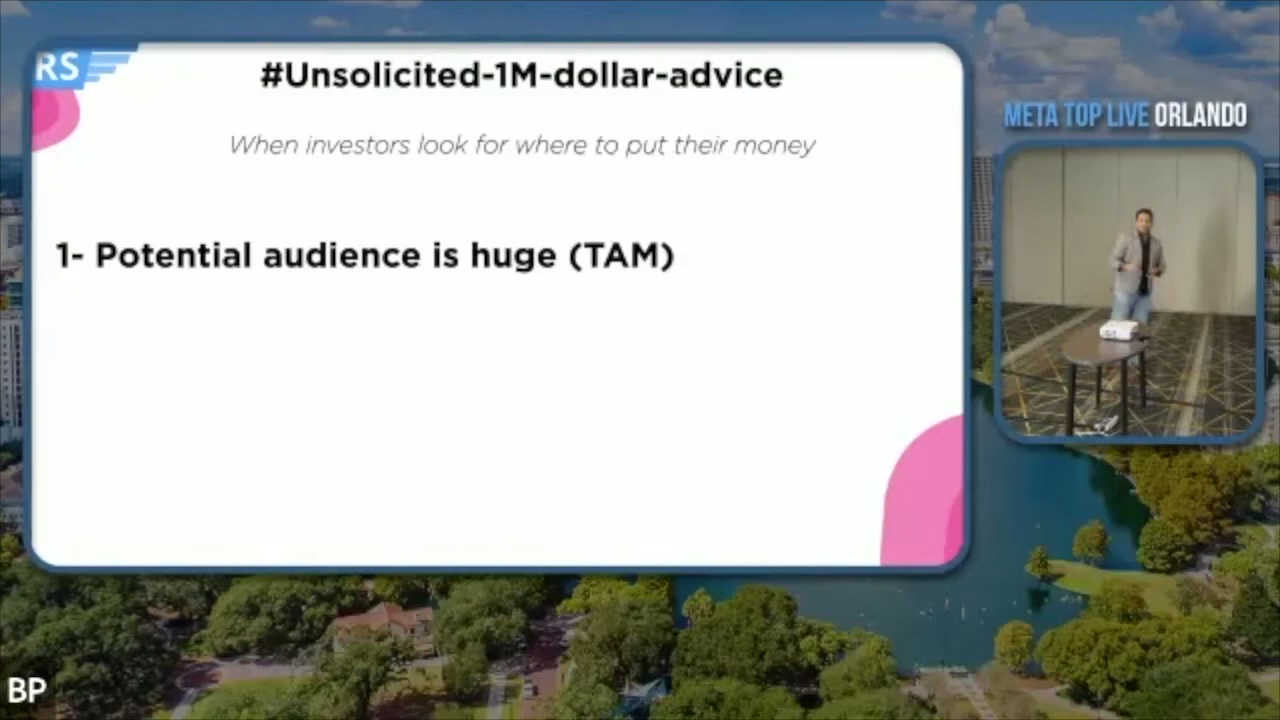 RS
#Unsolicited-1M-dollar-advice
When investors look for where to put their money
1- Potential audience is huge (TAM)
META TOP LIVE ORLANDO
BP